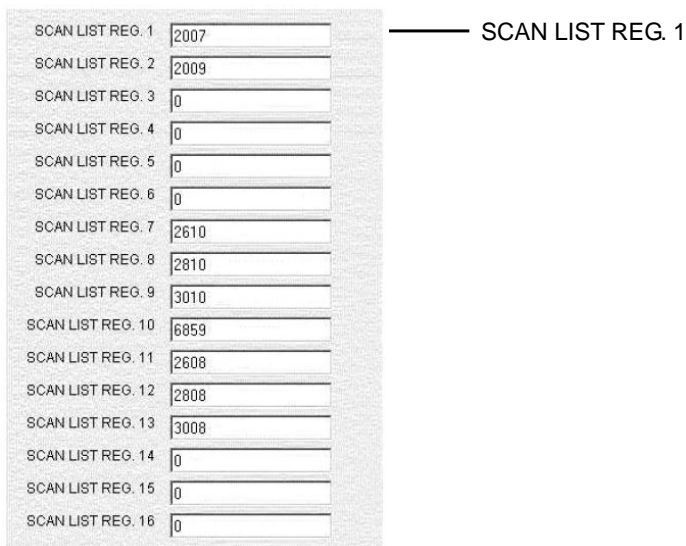 SCAN LIST REG. 1 2007 SCAN LIST REG. 1
SCAN LIST REG. 2 2009
SCAN LIST REG. 3 0
SCAN LIST REG. 4 0
SCAN LIST REG. 5 0
SCAN LIST REG. 6 0
SCAN LIST REG. 7 2610
SCAN LIST REG. 8 2810
SCAN LIST REG. 9 3010
SCAN LIST REG. 10 6859
SCAN LIST REG. 11 2608
SCAN LIST REG. 12 2808
SCAN LIST REG. 13 3008
SCAN LIST REG. 14 0
SCAN LIST REG. 15 0
SCAN LIST REG. 16 0